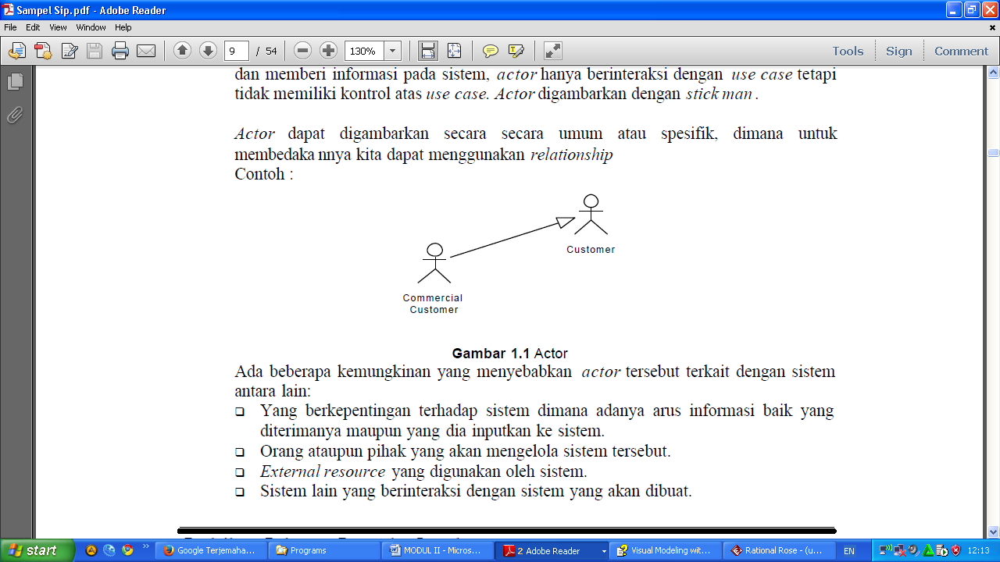 Sampel Sip.pdf - Adobe Reader
File Edit View Window Help
9 / 54 130% Tools Sign Comment
dan memberi informasi pada sistem, actor hanya berinteraksi dengan use case tetapi
tidak memiliki kontrol atas use case. Actor digambarkan dengan stick man .
Actor dapat digambarkan secara secara umum atau spesifik, dimana untuk
membedaka nnya kita dapat menggunakan relationship
Contoh :
Customer
Commercial
Customer
Gambar 1.1 Actor
Ada beberapa kemungkinan yang menyebabkan actor tersebut terkait dengan sistem
antara lain:
Yang berkepentingan terhadap sistem dimana adanya arus informasi baik yang
diterimanya maupun yang dia inputkan ke sistem.
Orang ataupun pihak yang akan mengelola sistem tersebut.
External resource yang digunakan oleh sistem.
Sistem lain yang berinteraksi dengan sistem yang akan dibuat.
start Google Terjemaha... Programs MODUL II - Micros... 2 Adobe Reader Visual Modeling wit... Rational Rose - (u... EN 12:13